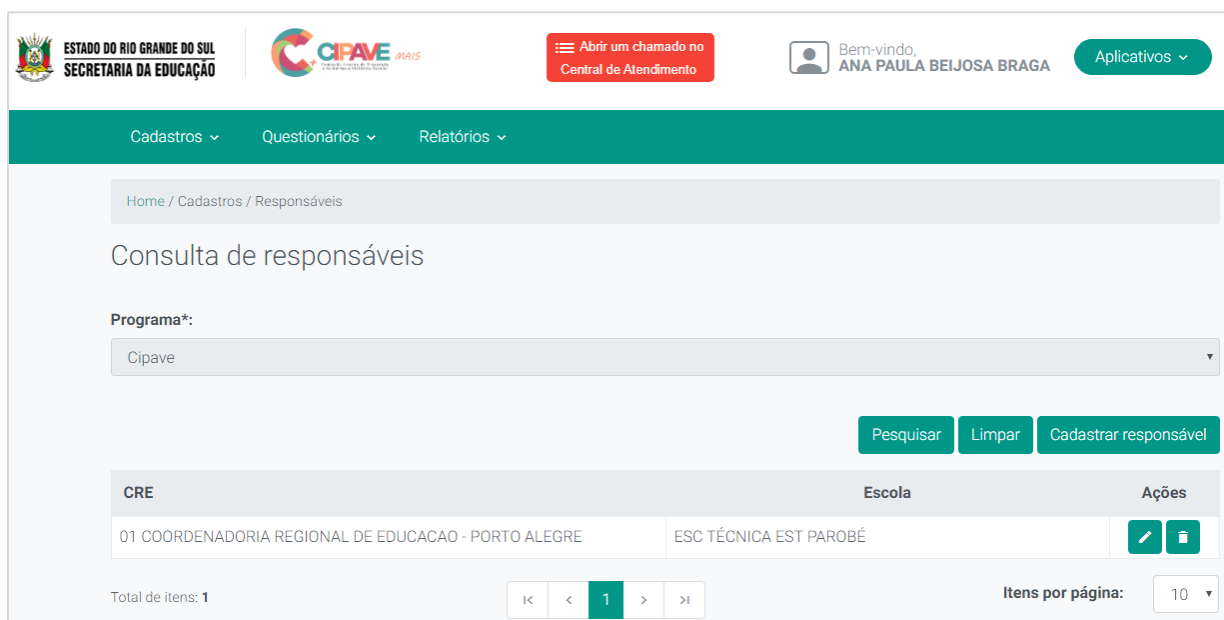 ESTADO DO RIO GRANDE DO SUL
SECRETARIA DA EDUCAÇÃO
CIPAVE MAIS
Abrir um chamado no
Central de Atendimento
Bem-vindo,
ANA PAULA BEIJOSA BRAGA
Aplicativos
Cadastros Questionários Relatórios
Home / Cadastros / Responsáveis
Consulta de responsáveis
Programa*:
Cipave
Pesquisar Limpar Cadastrar responsável
CRE Escola Ações
01 COORDENADORIA REGIONAL DE EDUCACAO - PORTO ALEGRE ESC TÉCNICA EST PAROBÉ
Total de itens: 1 1 Itens por página: 10